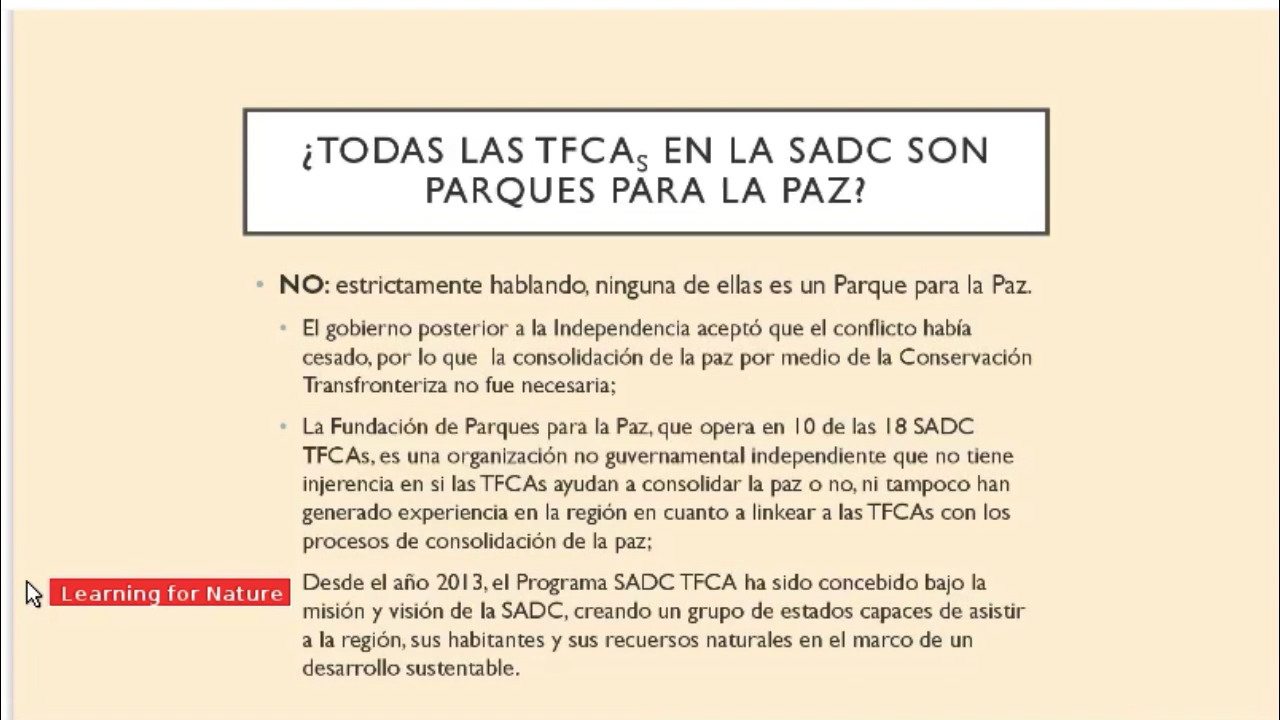 ¿TODAS LAS TFCAS EN LA SADC SON
PARQUES PARA LA PAZ?
• NO: estrictamente hablando, ninguna de ellas es un Parque para la Paz.
• El gobierno posterior a la Independencia aceptó que el conflicto había
cesado, por lo que la consolidación de la paz por medio de la Conservación
Transfronteriza no fue necesaria;
• La Fundación de Parques para la Paz, que opera en 10 de las 18 SADC
TFCAs, es una organización no guvernamental independiente que no tiene
injerencia en si las TFCAs ayudan a consolidar la paz o no, ni tampoco han
generado experiencia en la región en cuanto a linkear a las TFCAs con los
procesos de consolidación de la paz;
Learning for Nature
Desde el año 2013, el Programa SADC TFCA ha sido concebido bajo la
misión y visión de la SADC, creando un grupo de estados capaces de asistir
a la región, sus habitantes y sus recuersos naturales en el marco de un
desarrollo sustentable.